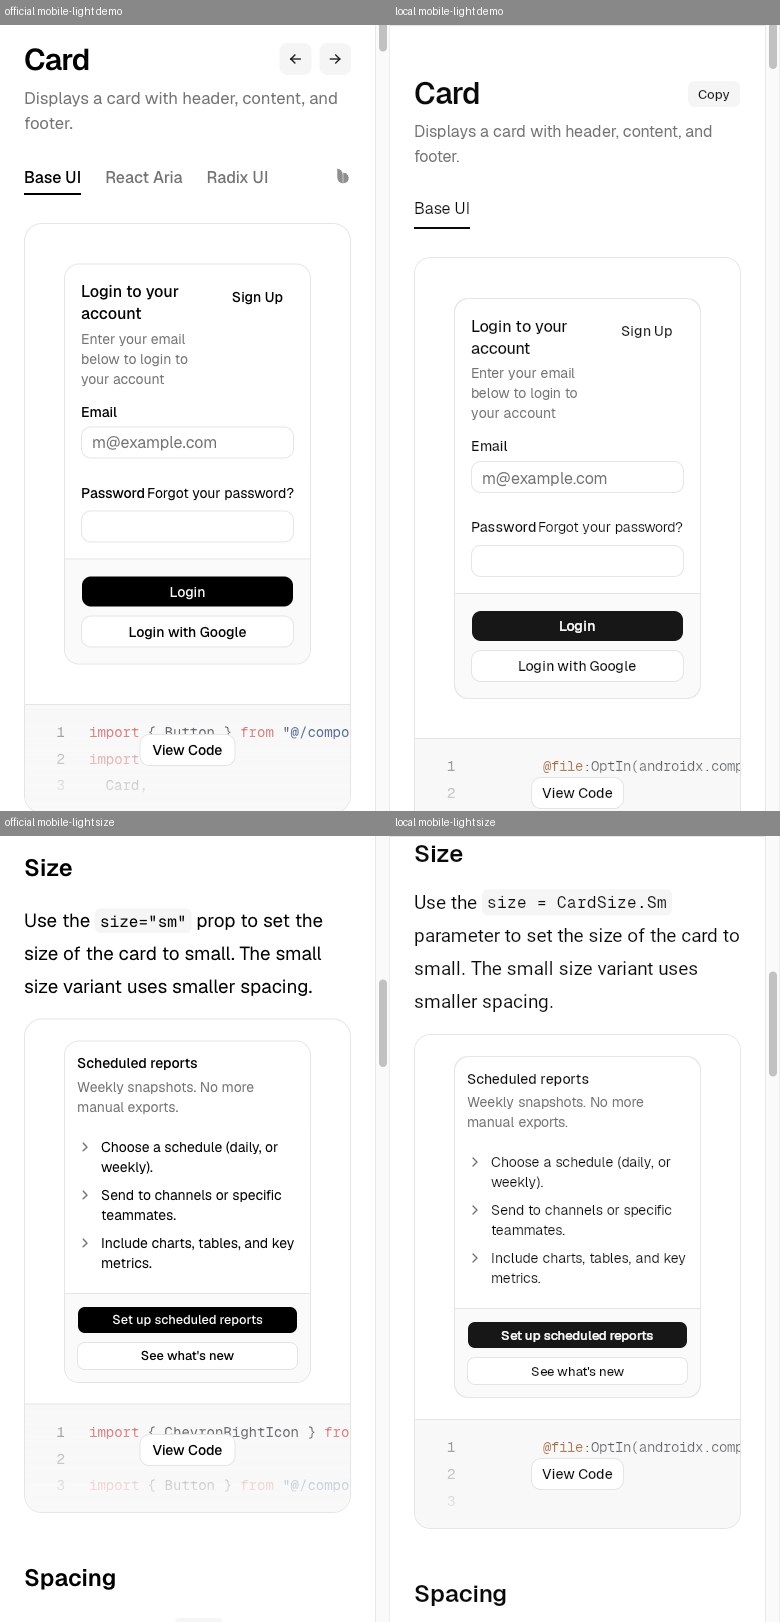 official mobile-light demo
Card
Displays a card with header, content, and
footer.
Base UI React Aria Radix UI
Login to your
account
Sign Up
Enter your email
below to login to
your account
Email
m@example.com
Password Forgot your password?
Login
Login with Google
1 import { Button } from "@/compo
2 import
3 Card,
View Code
local mobile-light demo
Card
Copy
Displays a card with header, content, and
footer.
Base UI
Login to your
account
Sign Up
Enter your email
below to login to
your account
Email
m@example.com
Password Forgot your password?
Login
Login with Google
1 @file:OptIn(androidx.comp
2
View Code
official mobile-light size
Size
Use the size="sm" prop to set the
size of the card to small. The small
size variant uses smaller spacing.
Scheduled reports
Weekly snapshots. No more
manual exports.
Choose a schedule (daily, or
weekly).
Send to channels or specific
teammates.
Include charts, tables, and key
metrics.
Set up scheduled reports
See what's new
1 import { ChevronRightIcon } fro
2
View Code
3 import { Button } from "@/compo
Spacing
local mobile-light size
Size
Use the size = CardSize.Sm
parameter to set the size of the card to
small. The small size variant uses
smaller spacing.
Scheduled reports
Weekly snapshots. No more
manual exports.
Choose a schedule (daily, or
weekly).
Send to channels or specific
teammates.
Include charts, tables, and key
metrics.
Set up scheduled reports
See what's new
1 @file:OptIn(androidx.comp
2
View Code
3
Spacing